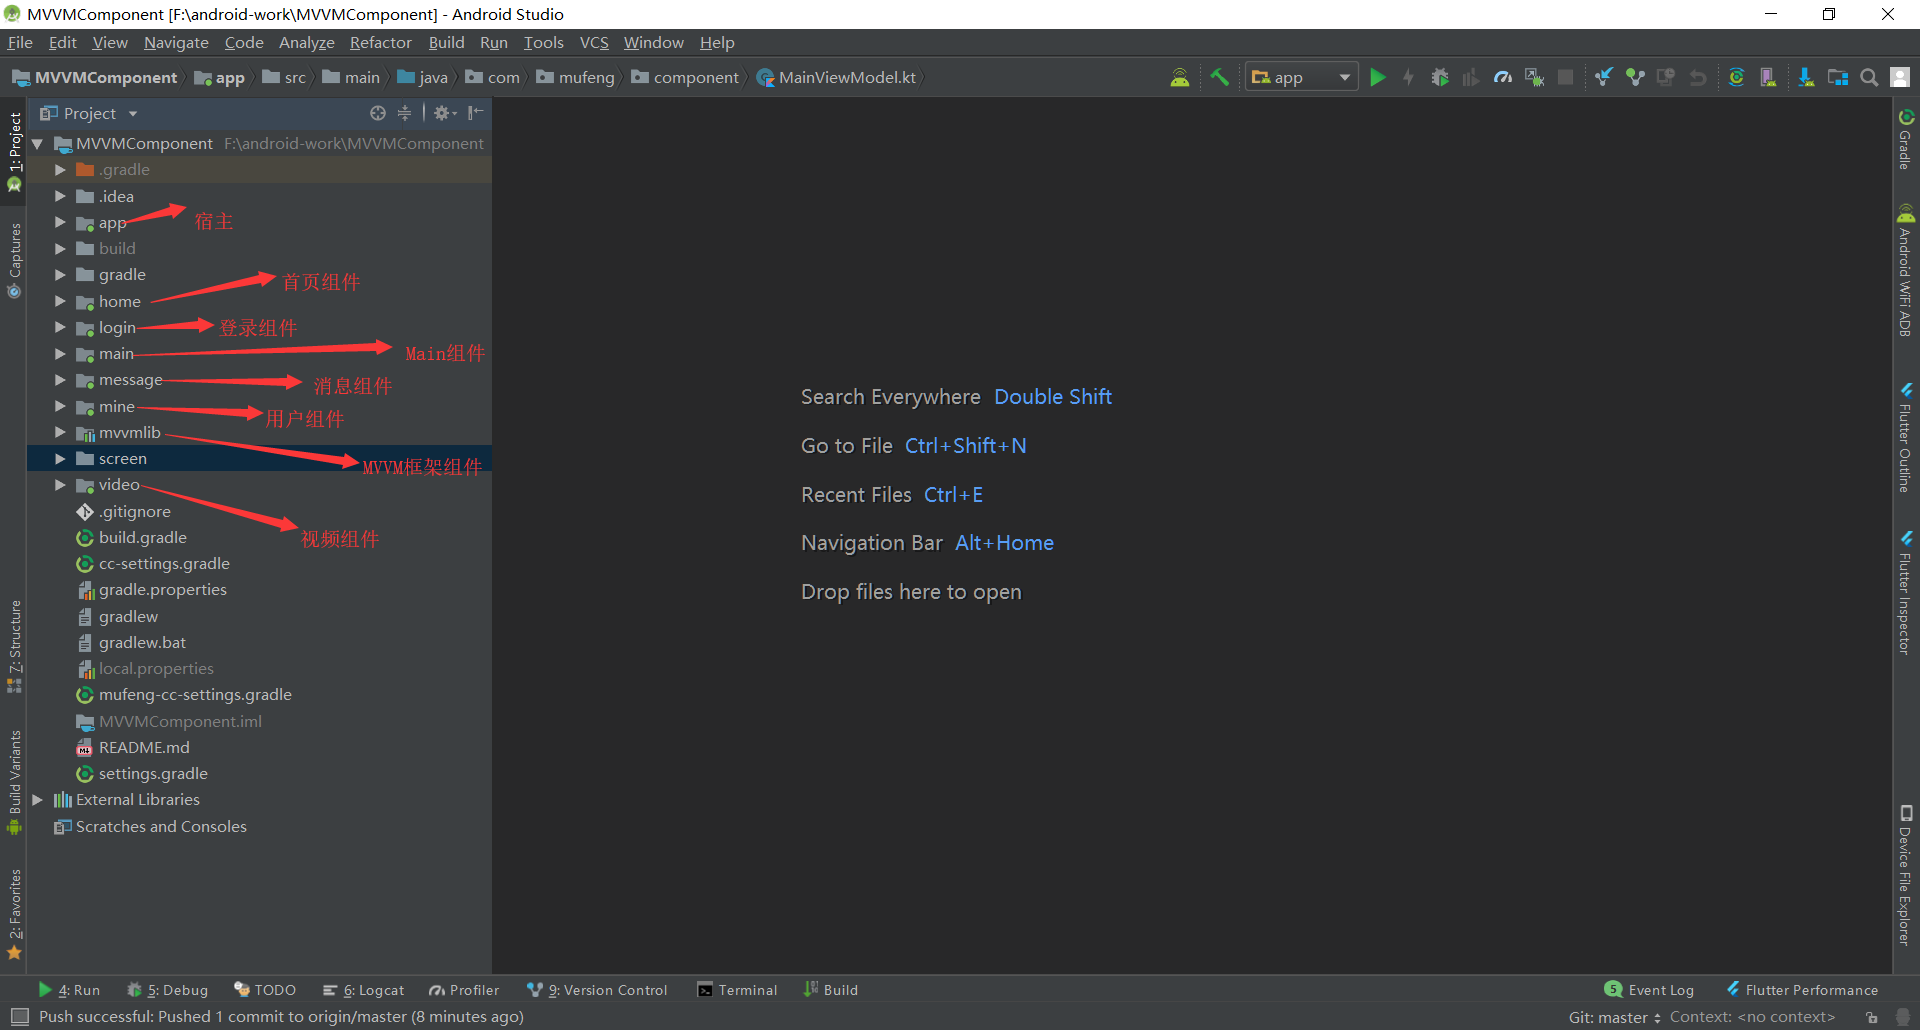 MVVMComponent [F:\android-work\MVVMComponent] - Android Studio
File Edit View Navigate Code Analyze Refactor Build Run Tools VCS Window Help
MVVMComponent app src main java com mufeng component MainViewModel.kt app
Project
MVVMComponent F:\android-work\MVVMComponent
.gradle
.idea
app 宿主
build
gradle
home 首页组件
login 登录组件
main Main组件
message 消息组件
mine 用户组件
mvvmlib MVVM框架组件
screen
video 视频组件
.gitignore
build.gradle
cc-settings.gradle
gradle.properties
gradlew
gradlew.bat
local.properties
mufeng-cc-settings.gradle
MVVMComponent.iml
README.md
settings.gradle
External Libraries
Scratches and Consoles
1: Project
Captures
7: Structure
Build Variants
2: Favorites
Search Everywhere Double Shift
Go to File Ctrl+Shift+N
Recent Files Ctrl+E
Navigation Bar Alt+Home
Drop files here to open
Gradle
Android WiFi ADB
Flutter Outline
Flutter Inspector
Device File Explorer
4: Run 5: Debug TODO 6: Logcat Profiler 9: Version Control Terminal Build 5 Event Log Flutter Performance
Push successful: Pushed 1 commit to origin/master (8 minutes ago) Git: master Context: <no context>